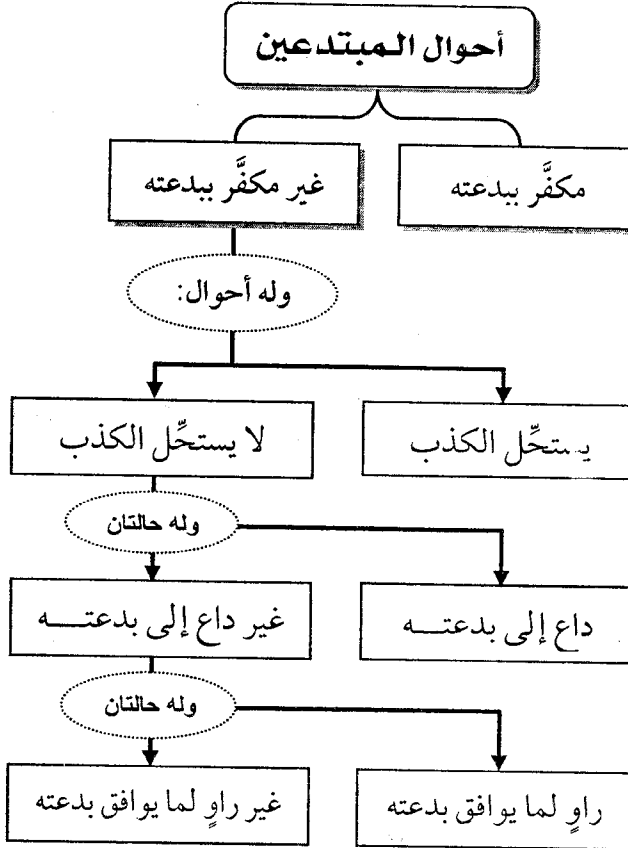 أحوال المبتدعين
مكفَّر ببدعته
غير مكفَّر ببدعته
وله أحوال:
يستحِّل الكذب
لا يستحِّل الكذب
وله حالتان
داع إلى بدعتـــه
غير داع إلى بدعتـــه
وله حالتان
راوٍ لما يوافق بدعته
غير راوٍ لما يوافق بدعته